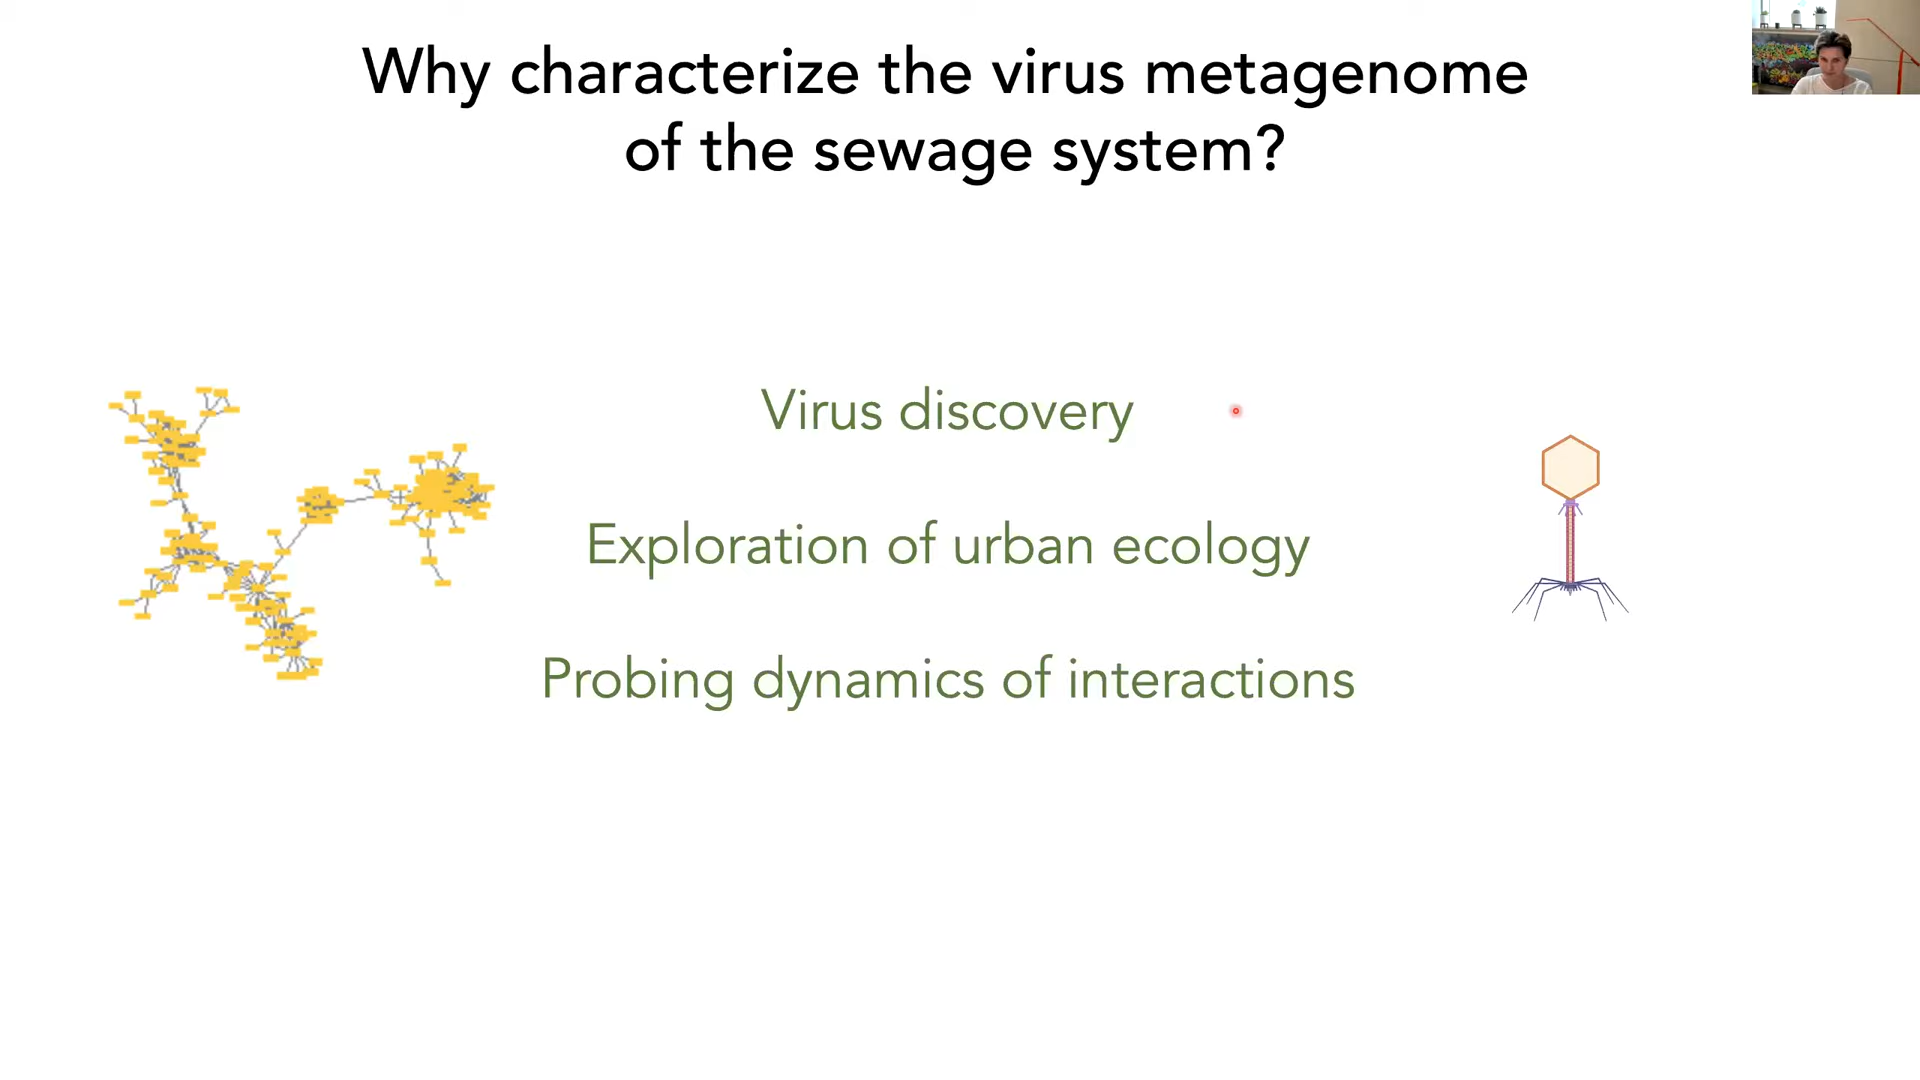 Why characterize the virus metagenome
of the sewage system?
Virus discovery
Exploration of urban ecology
Probing dynamics of interactions